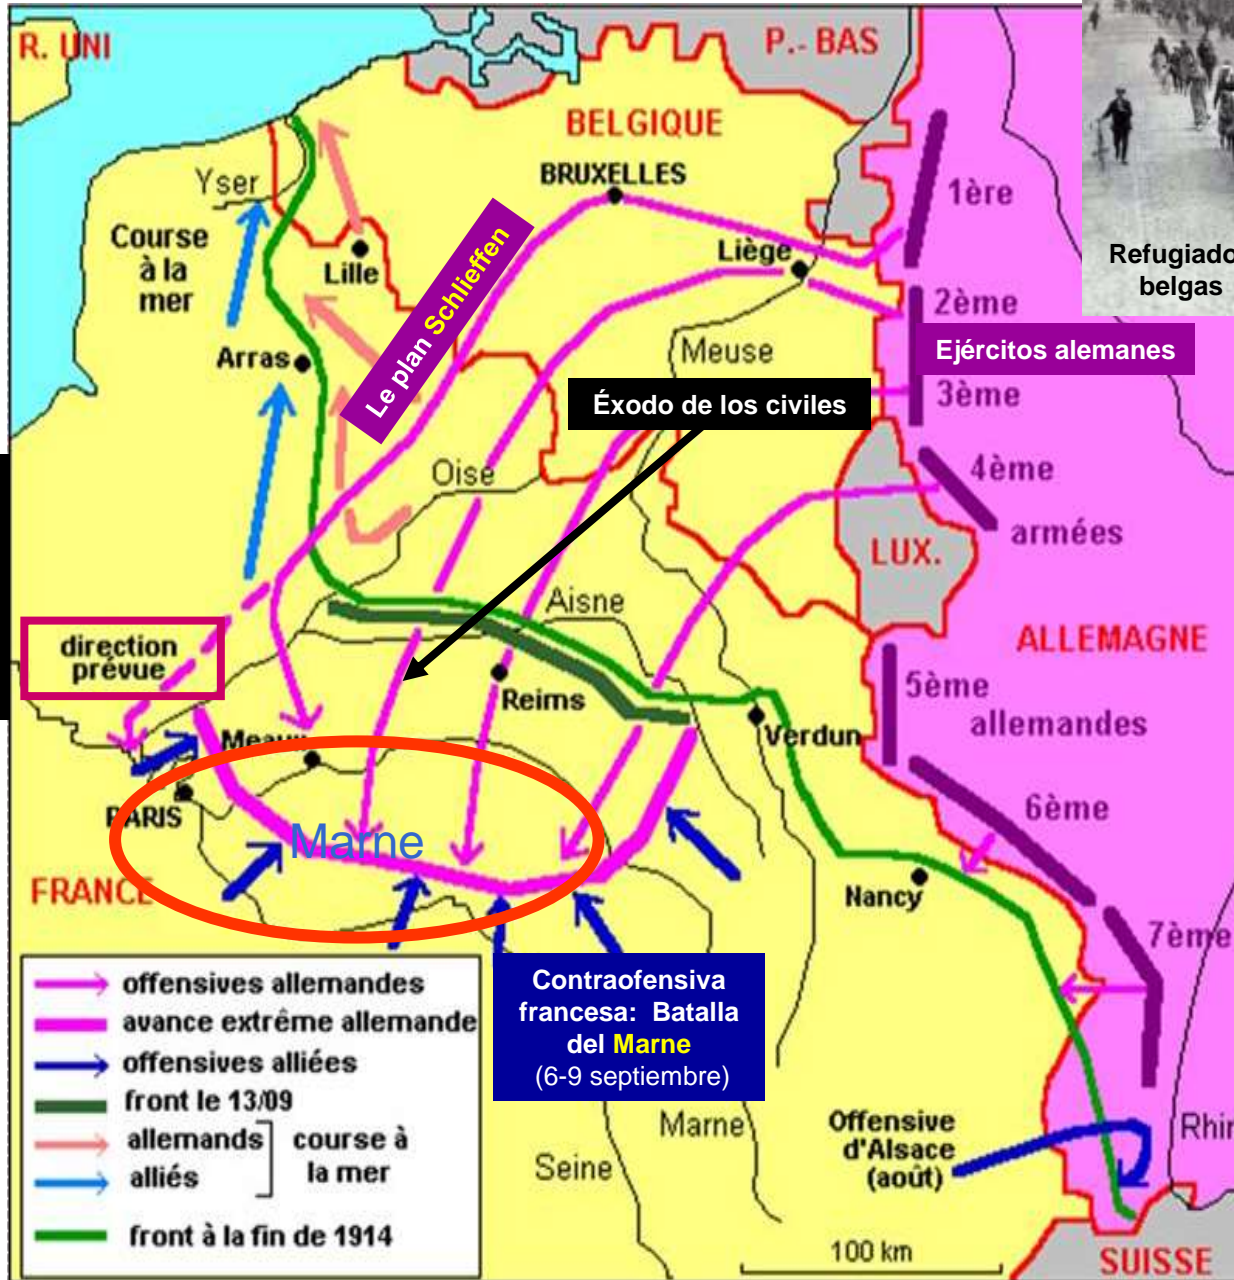 R. UNI
P.- BAS
BELGIQUE
BRUXELLES
1ère
Yser
Course
à la
mer
Lille
Liège
Refugiado
belgas
2ème
Le plan Schlieffen
Meuse
Ejércitos alemanes
Arras
3ème
Éxodo de los civiles
Oise
4ème
armées
LUX.
Aisne
direction
prévue
ALLEMAGNE
Reims
5ème
allemandes
Meaux
Verdun
PARIS
6ème
Marne
FRANCE
Nancy
7ème
offensives allemandes
avance extrême allemande
offensives alliées
front le 13/09
allemands
alliés
course à
la mer
front à la fin de 1914
Contraofensiva
francesa: Batalla
del Marne
(6-9 septiembre)
Marne
Seine
Offensive
d'Alsace
(août)
Rhin
100 km
SUISSE